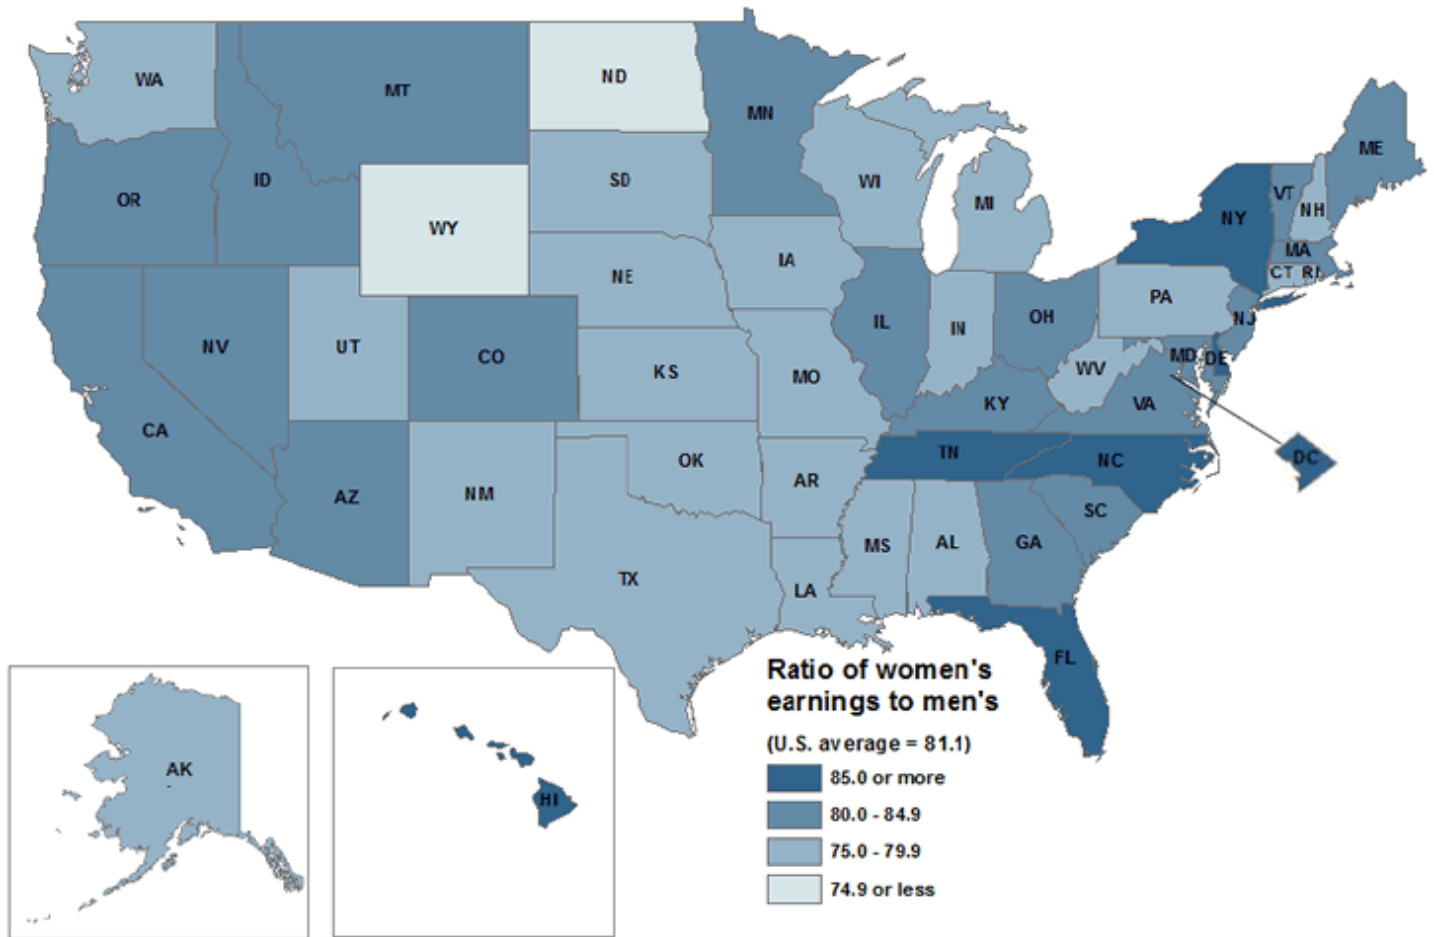 WA
MT
ND
MN
ME
OR
ID
SD
WI
MI
VT
NH
NY
WY
MA
NE
IA
CT RI
PA
NV
UT
CO
IL
IN
OH
NJ
KS
MO
WV
MD
DE
CA
KY
VA
AZ
NM
OK
AR
TN
NC
DC
SC
MS
AL
GA
TX
LA
FL
AK
HI
Ratio of women's
earnings to men's
(U.S. average = 81.1)
85.0 or more
80.0 - 84.9
75.0 - 79.9
74.9 or less